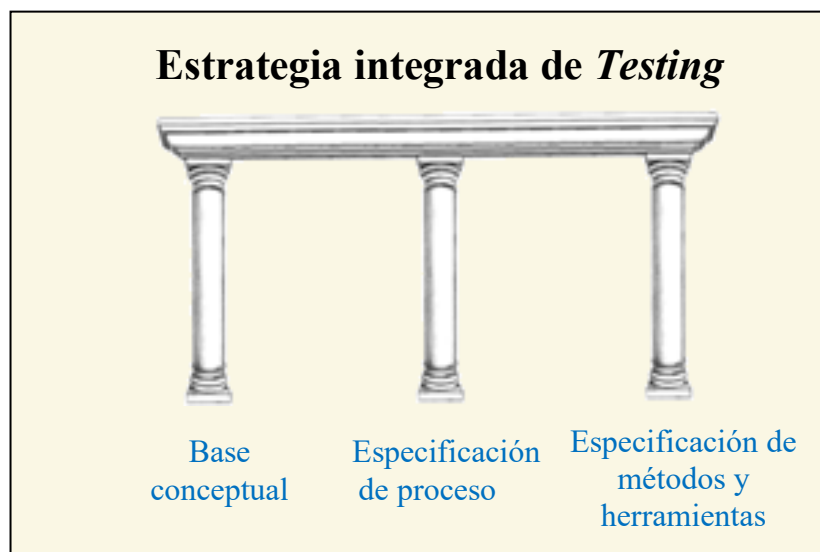 Estrategia integrada de Testing
Base
conceptual
Especificación
de proceso
Especificación de
métodos y
herramientas